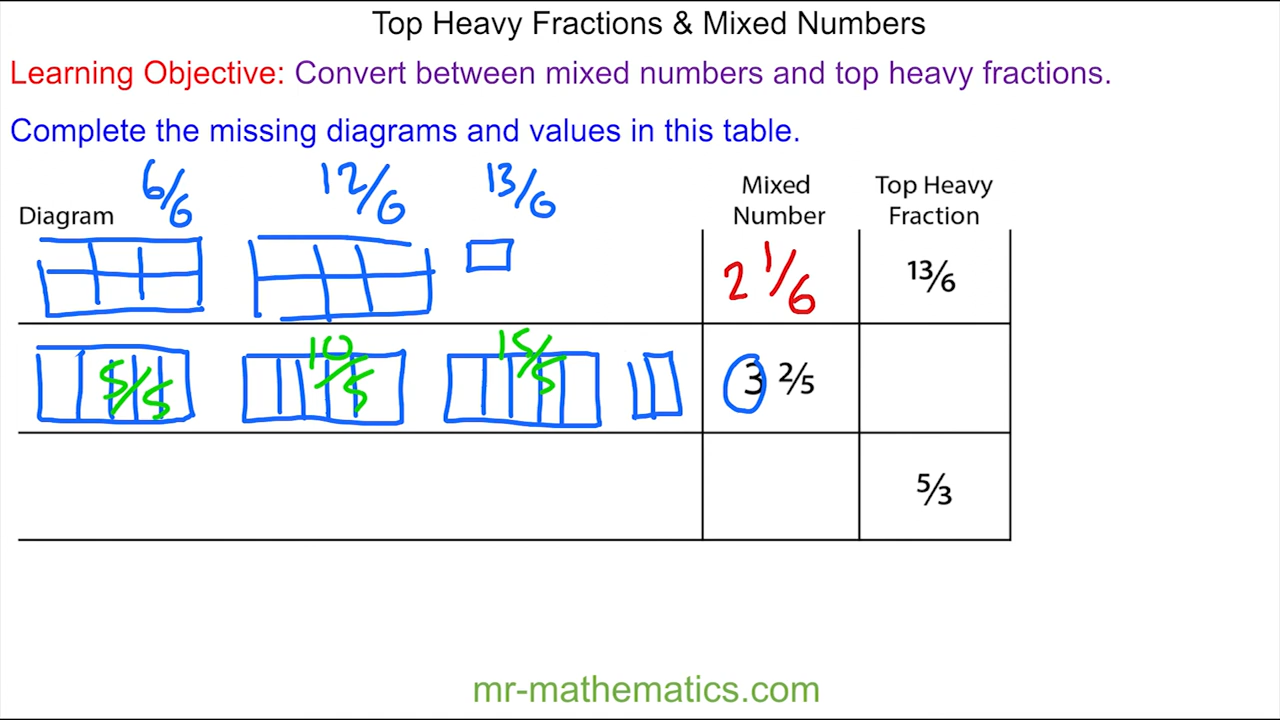 Top Heavy Fractions & Mixed Numbers
Learning Objective: Convert between mixed numbers and top heavy fractions.
Complete the missing diagrams and values in this table.
6/6 12/6 13/6
Diagram Mixed Number Top Heavy Fraction
2 1/6 13/6
5/5 10/5 15/5 3 2/5
5/3
mr-mathematics.com